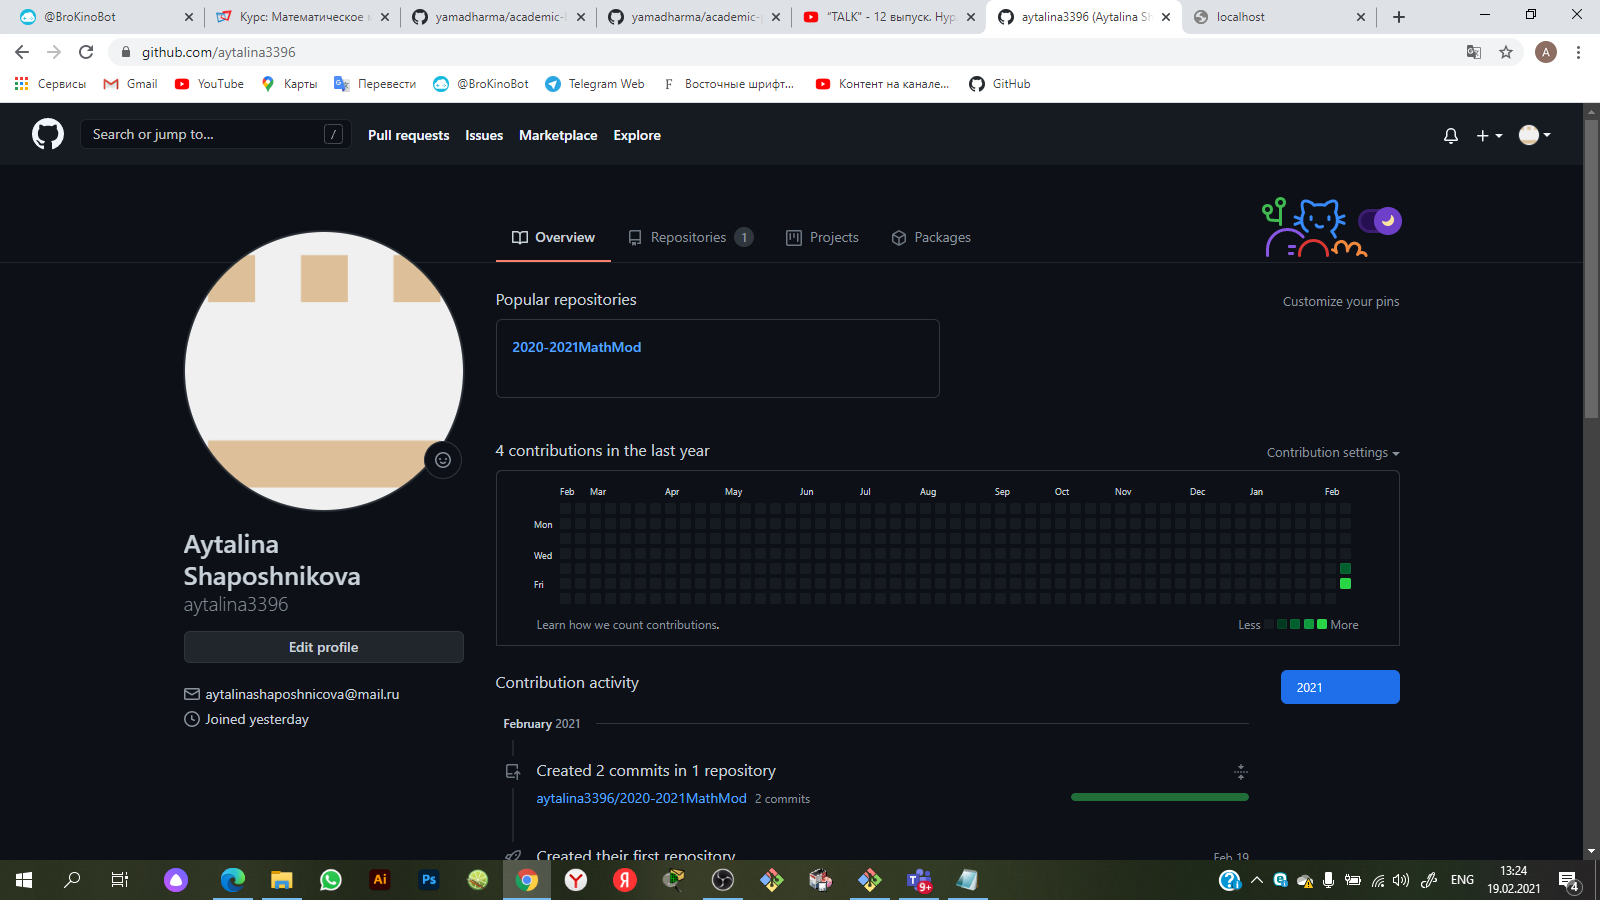 @BroKinoBot
Курс: Математическое
yamadharma/academic-
yamadharma/academic-
"TALK" - 12 выпуск. Нур
aytalina3396 (Aytalina Sh
localhost
github.com/aytalina3396
A
Сервисы
Gmail
YouTube
Карты
Перевести
@BroKinoBot
Telegram Web
Восточные шрифт...
Контент на канале...
GitHub
Search or jump to...
/
Pull requests
Issues
Marketplace
Explore
Overview
Repositories 1
Projects
Packages
Popular repositories
Customize your pins
2020-2021MathMod
4 contributions in the last year
Contribution settings
Feb Mar Apr May Jun Jul Aug Sep Oct Nov Dec Jan Feb
Mon
Wed
Fri
Learn how we count contributions.
Less
More
Aytalina
Shaposhnikova
aytalina3396
Edit profile
aytalinashaposhnicova@mail.ru
Joined yesterday
Contribution activity
2021
February 2021
Created 2 commits in 1 repository
aytalina3396/2020-2021MathMod 2 commits
Created their first repository
Feb 19
Ai
Ps
9+
ENG
13:24
19.02.2021
4